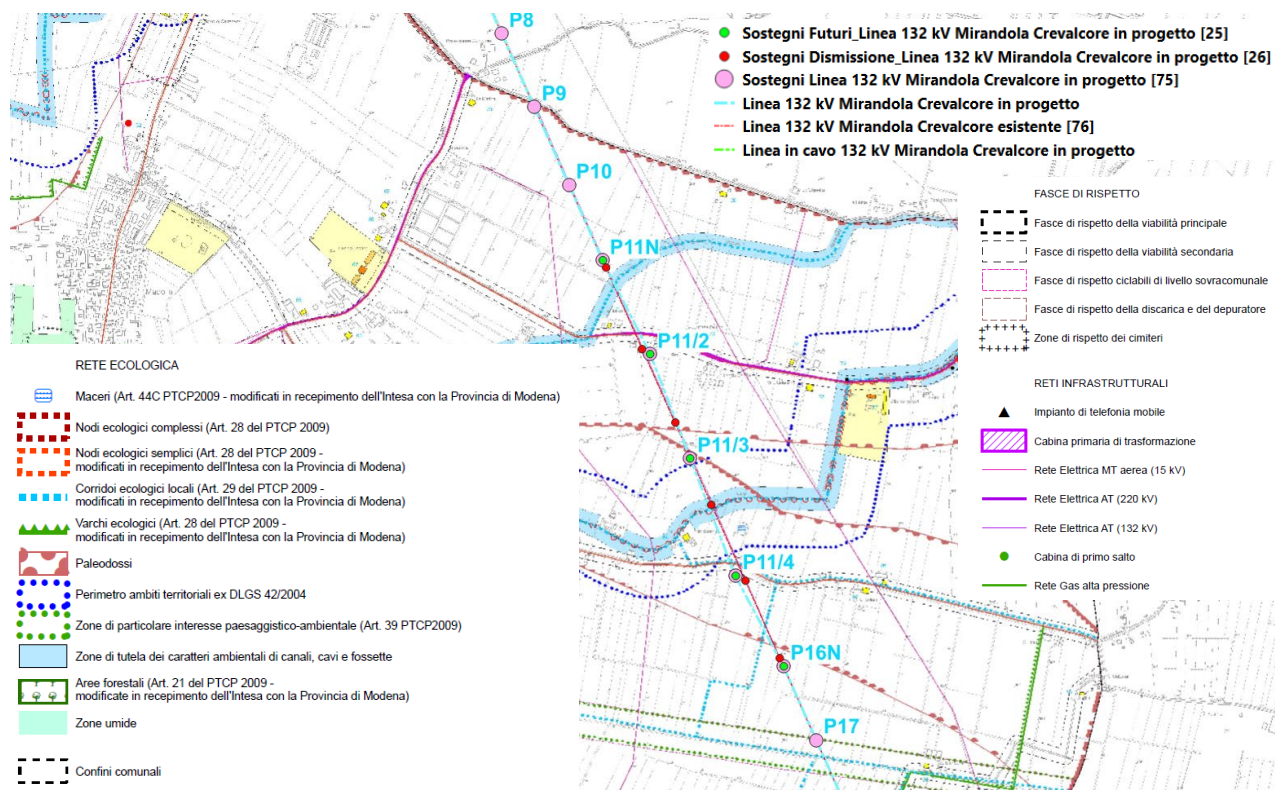 P8
Sostegni Futuri_Linea 132 kV Mirandola Crevalcore in progetto [25]
Sostegni Dismissione_Linea 132 kV Mirandola Crevalcore in progetto [26]
Sostegni Linea 132 kV Mirandola Crevalcore in progetto [75]
Linea 132 kV Mirandola Crevalcore in progetto
Linea 132 kV Mirandola Crevalcore esistente [76]
Linea in cavo 132 kV Mirandola Crevalcore in progetto
P9
P10
P11N
P11/2
P11/3
P11/4
P16N
P17
FASCE DI RISPETTO
Fasce di rispetto della viabilità principale
Fasce di rispetto della viabilità secondaria
Fasce di rispetto ciclabili di livello sovracomunale
Fasce di rispetto della discarica e del depuratore
Zone di rispetto dei cimiteri
RETI INFRASTRUTTURALI
Impianto di telefonia mobile
Cabina primaria di trasformazione
Rete Elettrica MT aerea (15 kV)
Rete Elettrica AT (220 kV)
Rete Elettrica AT (132 kV)
Cabina di primo salto
Rete Gas alta pressione
RETE ECOLOGICA
Maceri (Art. 44C PTCP2009 - modificati in recepimento dell'Intesa con la Provincia di Modena)
Nodi ecologici complessi (Art. 28 del PTCP 2009)
Nodi ecologici semplici (Art. 28 del PTCP 2009 -
modificati in recepimento dell'Intesa con la Provincia di Modena)
Corridoi ecologici locali (Art. 29 del PTCP 2009 -
modificati in recepimento dell'Intesa con la Provincia di Modena)
Varchi ecologici (Art. 28 del PTCP 2009 -
modificati in recepimento dell'Intesa con la Provincia di Modena)
Paleodossi
Perimetro ambiti territoriali ex DLGS 42/2004
Zone di particolare interesse paesaggistico-ambientale (Art. 39 PTCP2009)
Zone di tutela dei caratteri ambientali di canali, cavi e fossette
Aree forestali (Art. 21 del PTCP 2009 -
modificate in recepimento dell'Intesa con la Provincia di Modena)
Zone umide
Confini comunali